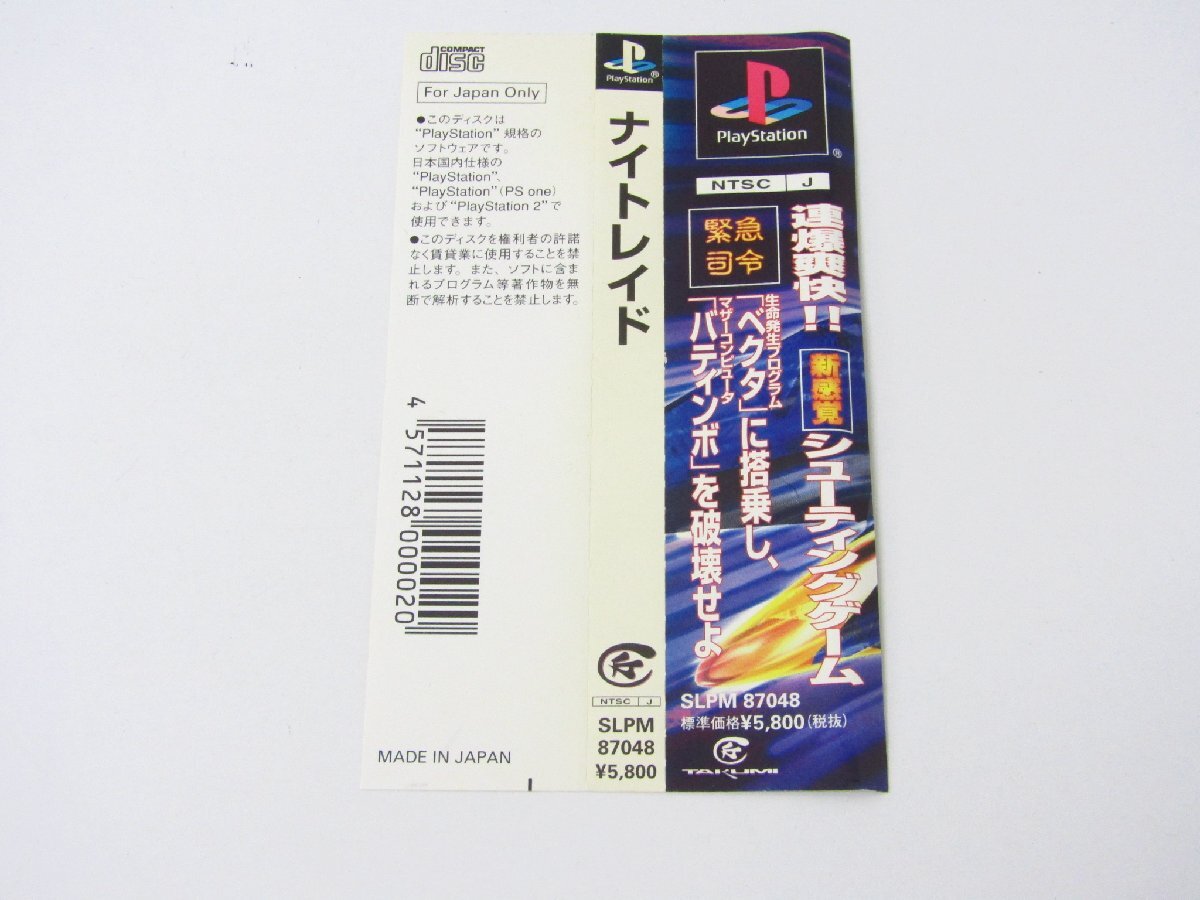 COMPACT
disc
For Japan Only
●このディスクは
“PlayStation” 規格の
ソフトウェアです。
日本国内仕様の
“PlayStation”、
“PlayStation”(PS one)
および “PlayStation 2”で
使用できます。
●このディスクを権利者の許諾
なく賃貸業に使用することを禁
止します。また、ソフトに含ま
れるプログラム等著作物を無
断で解析することを禁止します。
4 571128 000020
MADE IN JAPAN
PlayStation®
ナイトレイド
NTSC J
SLPM
87048
¥5,800
PlayStation
®
NTSC J
連爆爽快!!
新感覚
シューティングゲーム
緊急
司令
生命発生プログラム
「ベクタ」に搭乗し、
マザーコンピュータ
「バティンボ」を破壊せよ
SLPM 87048
標準価格¥5,800(税抜)
TAKUMI